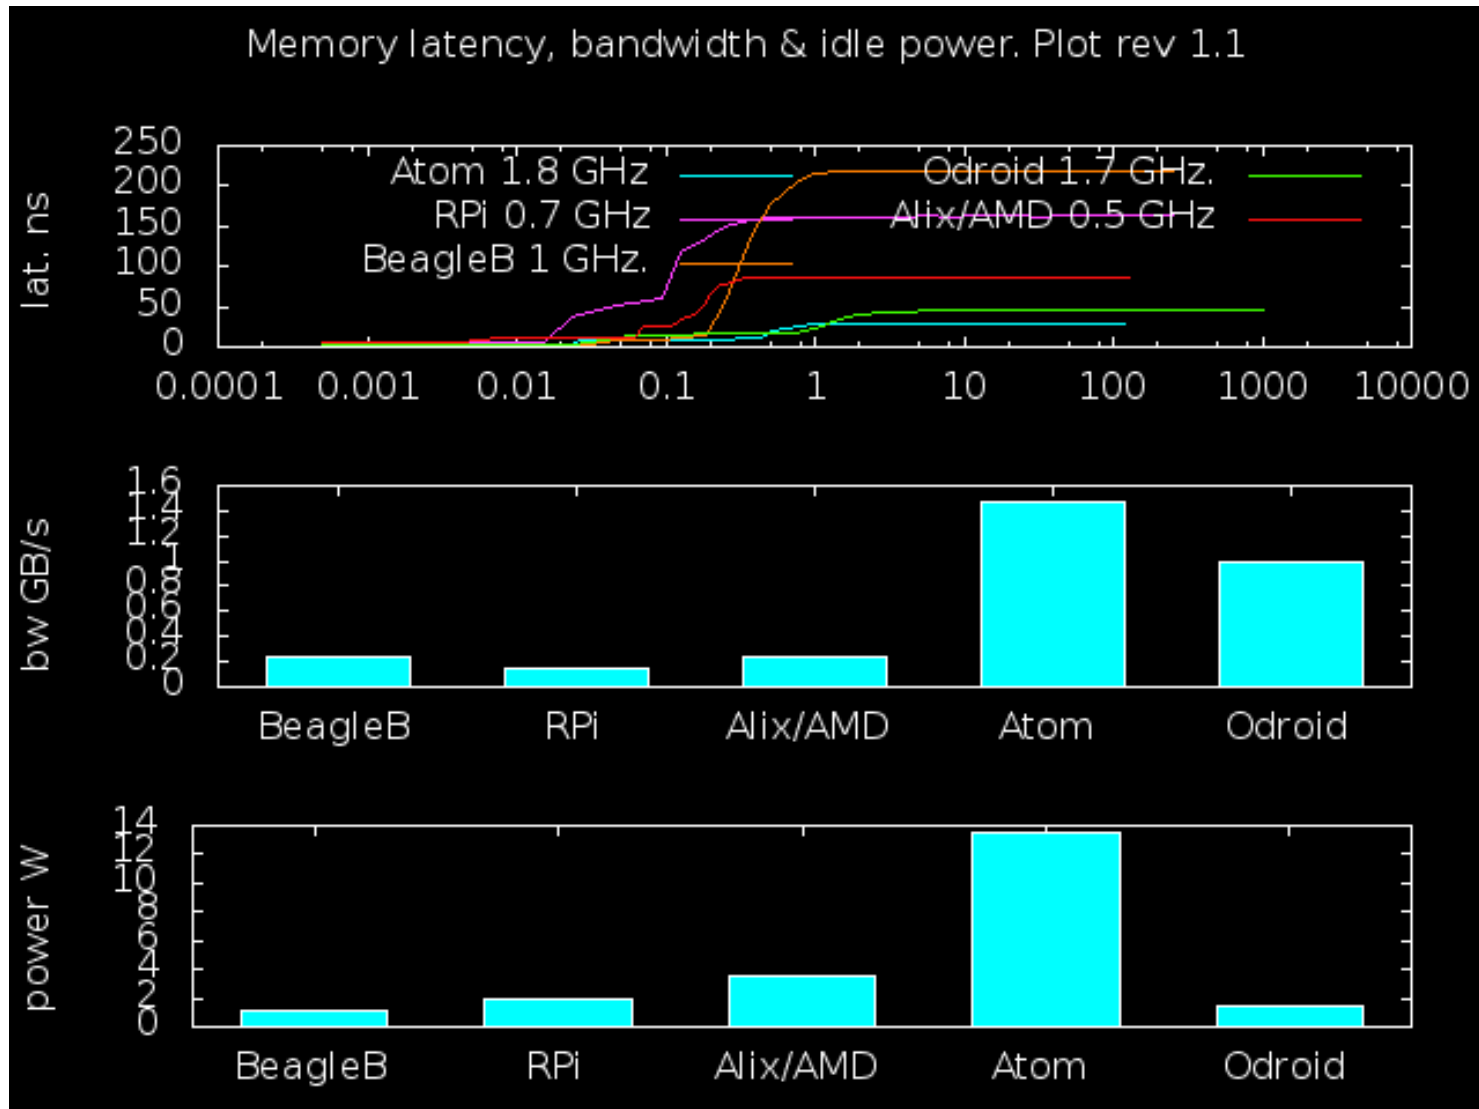 Memory latency, bandwidth & idle power. Plot rev 1.1
lat. ns
250
200
150
100
50
0
Atom 1.8 GHz
RPi 0.7 GHz
BeagleB 1 GHz.
Odroid 1.7 GHz.
Alix/AMD 0.5 GHz
0.0001 0.001 0.01 0.1 1 10 100 1000 10000
bw GB/s
1.6
1.4
1.2
1
0.8
0.6
0.4
0.2
0
BeagleB RPi Alix/AMD Atom Odroid
power W
14
12
10
8
6
4
2
0
BeagleB RPi Alix/AMD Atom Odroid